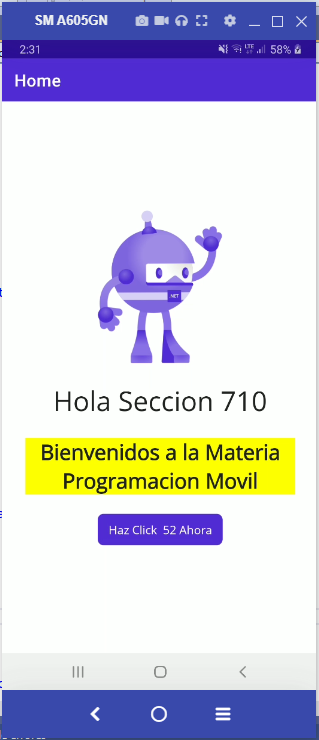 SM A605GN
2:31
LTE
58%
Home
.NET
Hola Seccion 710
Bienvenidos a la Materia
Programacion Movil
Haz Click 52 Ahora